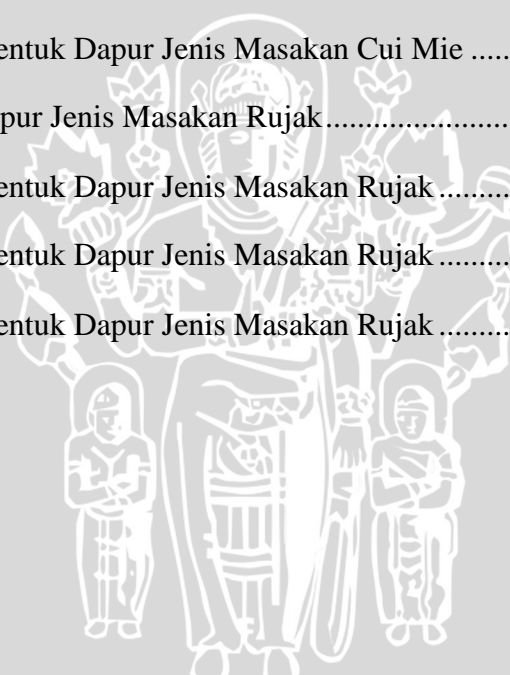 entuk Dapur Jenis Masakan Cui Mie .....
pur Jenis Masakan Rujak.......................
entuk Dapur Jenis Masakan Rujak .........
entuk Dapur Jenis Masakan Rujak .........
entuk Dapur Jenis Masakan Rujak .........